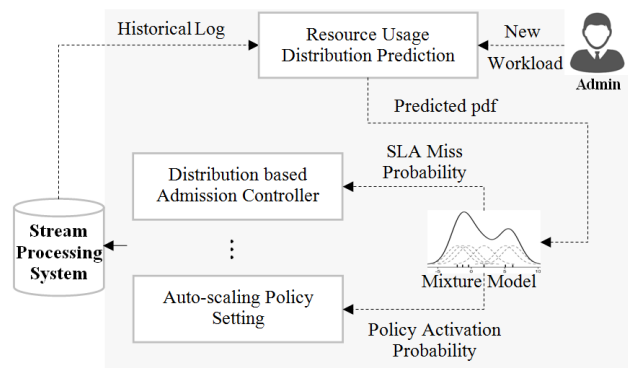 Historical Log
Resource Usage
Distribution Prediction
New
Workload
Admin
Predicted pdf
SLA Miss
Probability
Distribution based
Admission Controller
Stream
Processing
System
Mixture Model
Auto-scaling Policy
Setting
Policy Activation
Probability